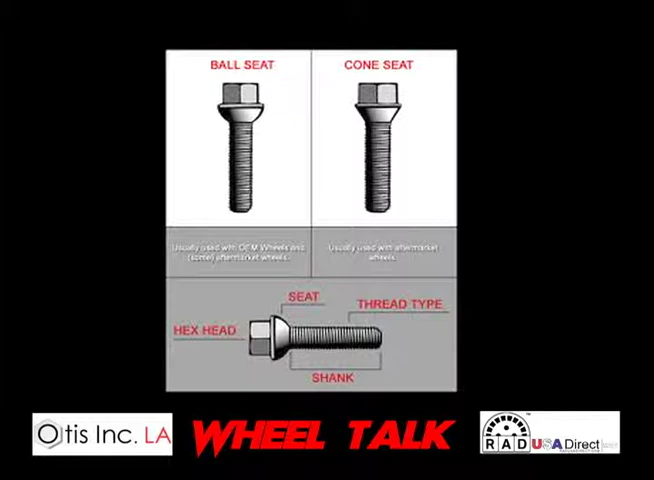 BALL SEAT
CONE SEAT
Usually used with OEM Wheels and
(some) aftermarket wheels.
Usually used with aftermarket
wheels
SEAT
THREAD TYPE
HEX HEAD
SHANK
Otis Inc. LA
WHEEL TALK
RAD USA Direct